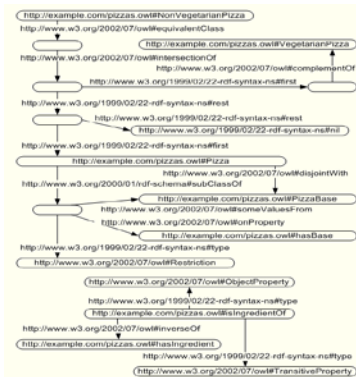 http://example.com/pizzas.owl#NonVegetarianPizza
http://www.w3.org/2002/07/owl#equivalentClass
http://example.com/pizzas.owl#VegetarianPizza
http://www.w3.org/2002/07/owl#intersectionOf
http://www.w3.org/2002/07/owl#complementOf
http://www.w3.org/1999/02/22-rdf-syntax-ns#first
http://www.w3.org/1999/02/22-rdf-syntax-ns#rest
http://www.w3.org/1999/02/22-rdf-syntax-ns#rest
http://www.w3.org/1999/02/22-rdf-syntax-ns#nil
http://www.w3.org/1999/02/22-rdf-syntax-ns#first
http://example.com/pizzas.owl#Pizza
http://www.w3.org/2002/07/owl#disjointWith
http://www.w3.org/2000/01/rdf-schema#subClassOf
http://example.com/pizzas.owl#PizzaBase
http://www.w3.org/2002/07/owl#someValuesFrom
http://www.w3.org/2002/07/owl#onProperty
http://example.com/pizzas.owl#hasBase
http://www.w3.org/1999/02/22-rdf-syntax-ns#type
http://www.w3.org/2002/07/owl#Restriction
http://www.w3.org/2002/07/owl#ObjectProperty
http://www.w3.org/1999/02/22-rdf-syntax-ns#type
http://example.com/pizzas.owl#isIngredientOf
http://www.w3.org/2002/07/owl#inverseOf
http://example.com/pizzas.owl#hasIngredient
http://www.w3.org/1999/02/22-rdf-syntax-ns#type
http://www.w3.org/2002/07/owl#TransitiveProperty